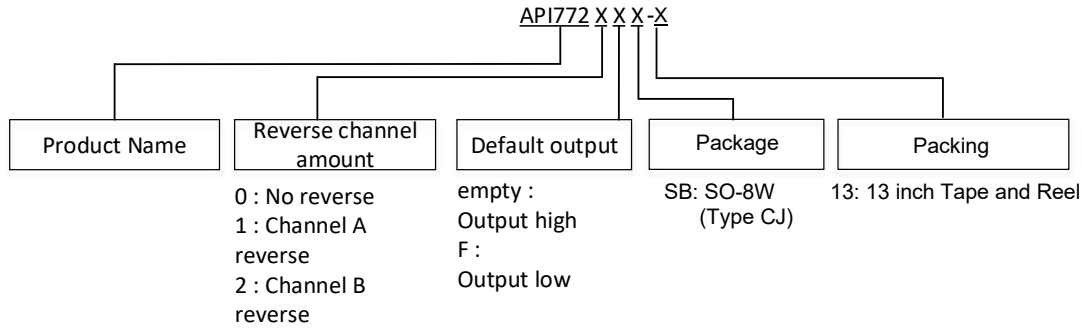 API772 X X X -X
Product Name
Reverse channel
amount
Default output
Package
Packing
0 : No reverse
1 : Channel A
reverse
2 : Channel B
reverse
empty :
Output high
F :
Output low
SB: SO-8W
(Type CJ)
13: 13 inch Tape and Reel